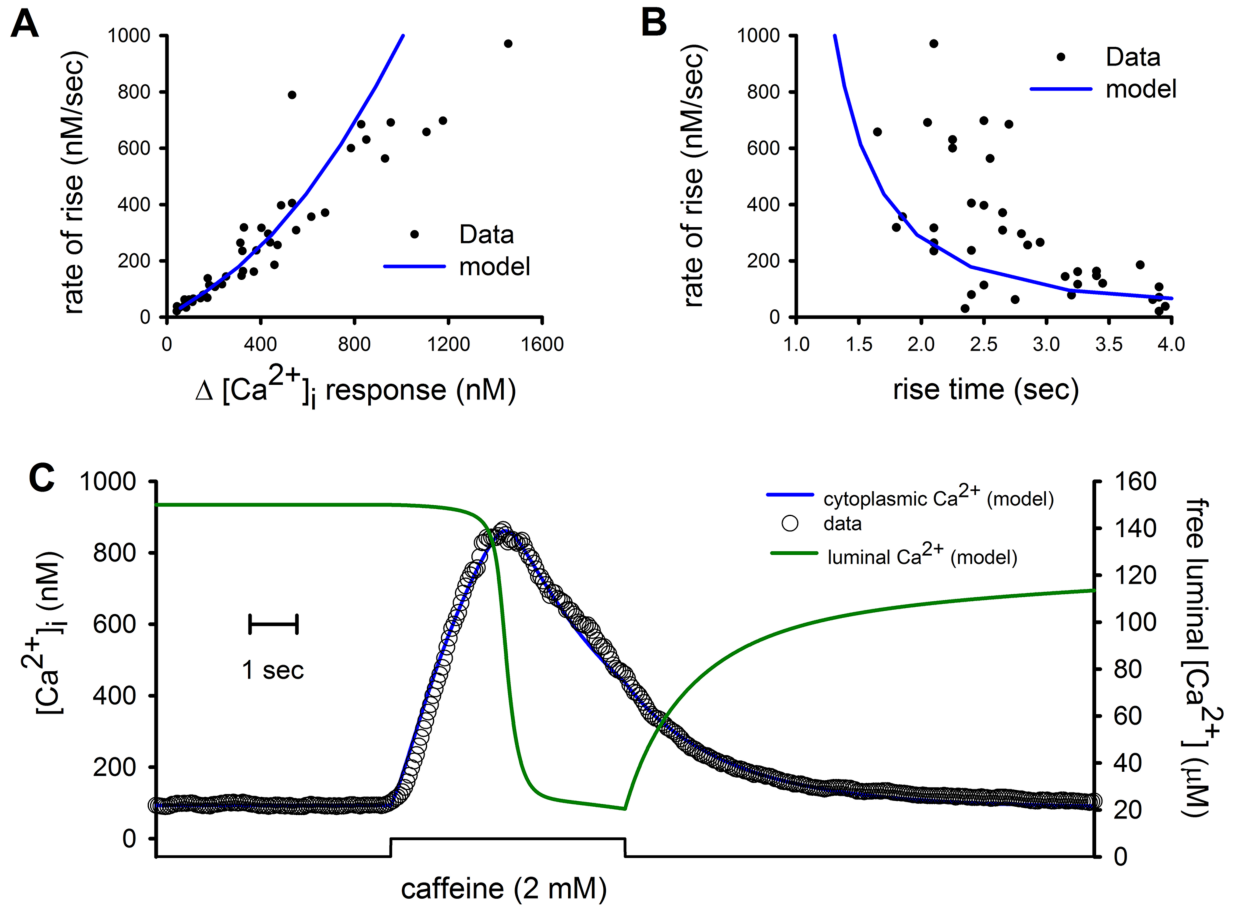 A
rate of rise (nM/sec)
1000
800
600
400
200
0
0 400 800 1200 1600
Δ [Ca2+]i response (nM)
Data
model
B
rate of rise (nM/sec)
1000
800
600
400
200
0
1.0 1.5 2.0 2.5 3.0 3.5 4.0
rise time (sec)
Data
model
C
[Ca2+]i (nM)
1000
800
600
400
200
0
1 sec
cytoplasmic Ca2+ (model)
data
luminal Ca2+ (model)
160
140
120
100
80
60
40
20
0
free luminal [Ca2+] (μM)
caffeine (2 mM)